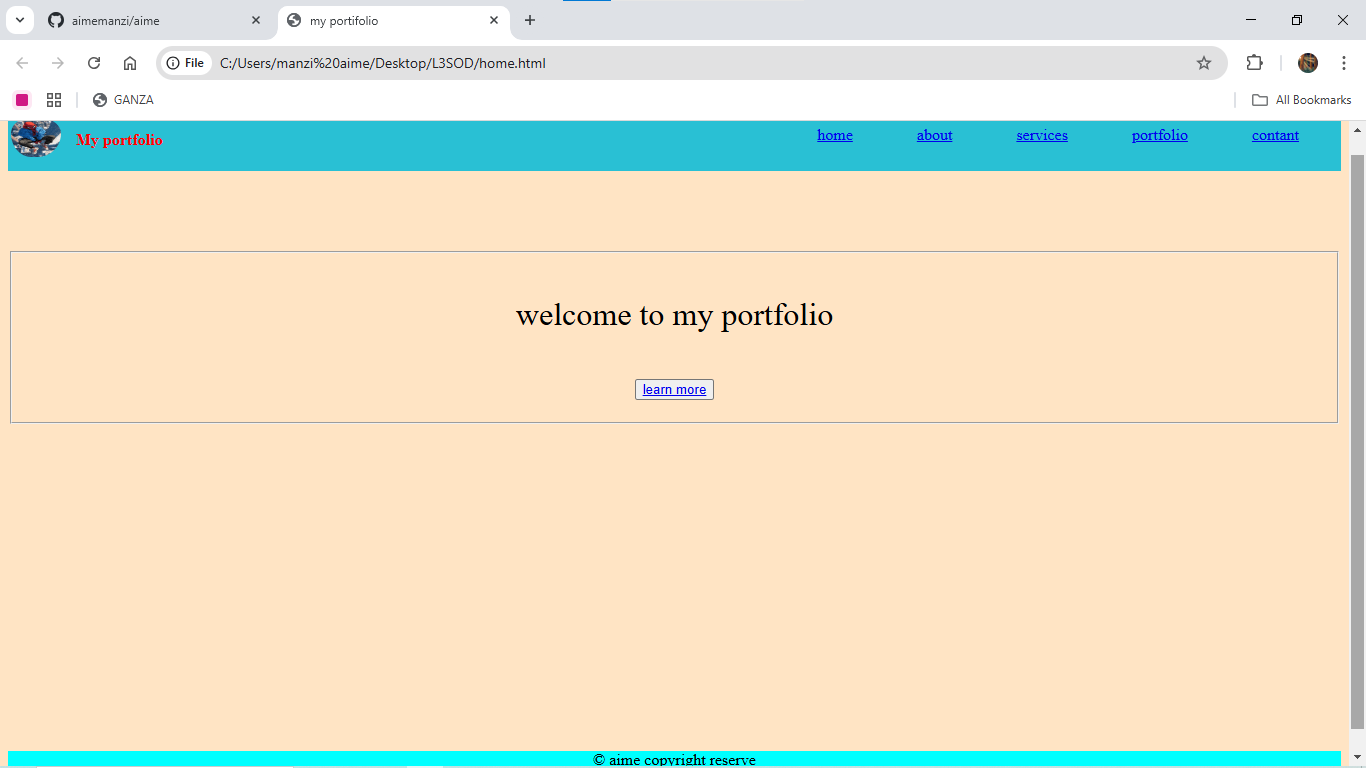 aimemanzi/aime
my portifolio
File
C:/Users/manzi%20aime/Desktop/L3SOD/home.html
GANZA
All Bookmarks
My portfolio
home
about
services
portfolio
contant
welcome to my portfolio
learn more
© aime copyright reserve